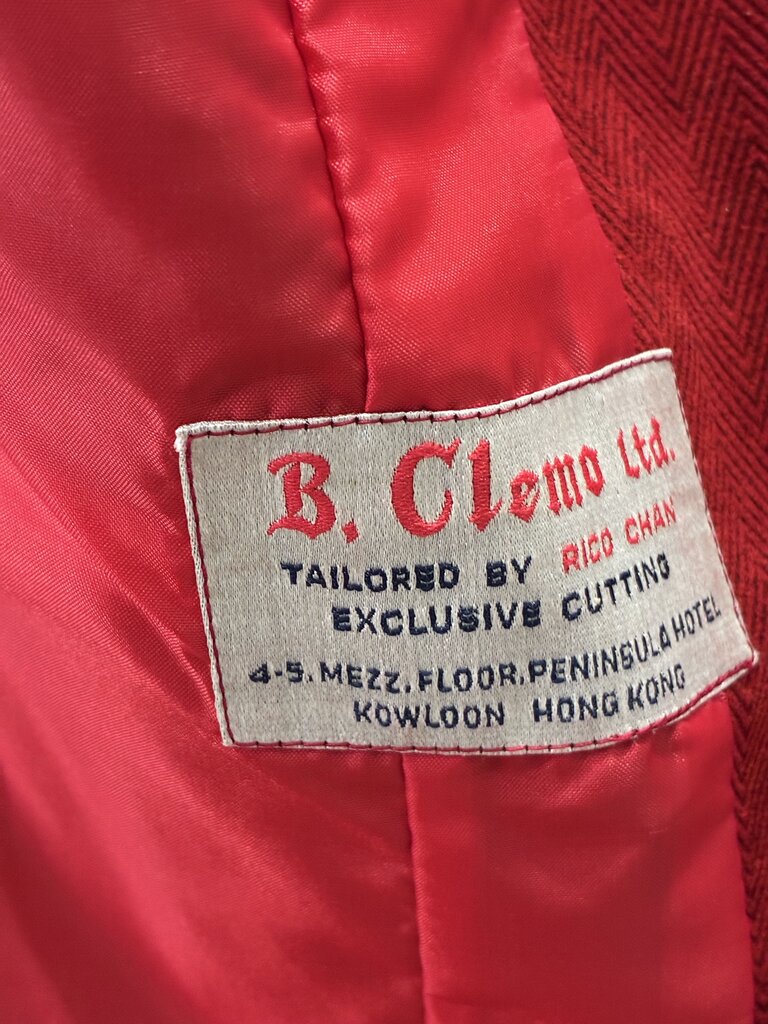 B. Clemo Ltd.
TAILORED BY RICO CHAN
EXCLUSIVE CUTTING
4-5. MEZZ. FLOOR. PENINSULA HOTEL
KOWLOON HONG KONG